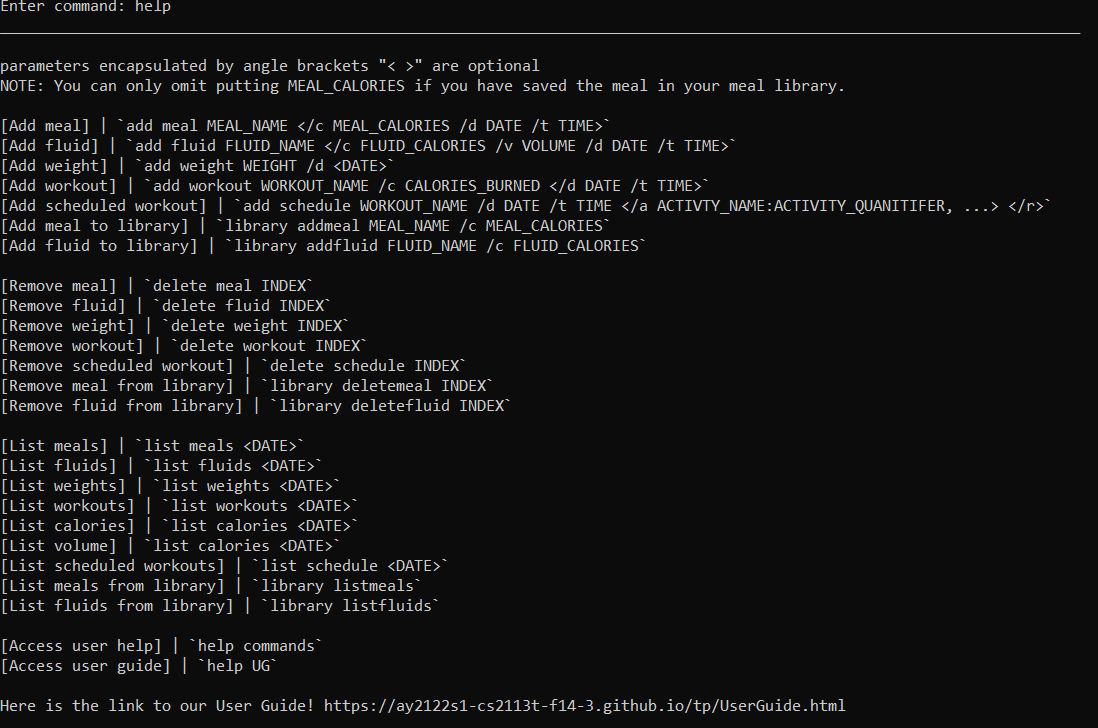 Enter command: help
parameters encapsulated by angle brackets "< >" are optional
NOTE: You can only omit putting MEAL_CALORIES if you have saved the meal in your meal library.
[Add meal] | `add meal MEAL_NAME </c MEAL_CALORIES /d DATE /t TIME>`
[Add fluid] | `add fluid FLUID_NAME </c FLUID_CALORIES /v VOLUME /d DATE /t TIME>`
[Add weight] | `add weight WEIGHT /d <DATE>`
[Add workout] | `add workout WORKOUT_NAME /c CALORIES_BURNED </d DATE /t TIME>`
[Add scheduled workout] | `add schedule WORKOUT_NAME /d DATE /t TIME </a ACTIVTY_NAME:ACTIVITY_QUANITIFER, ...> </r>`
[Add meal to library] | `library addmeal MEAL_NAME /c MEAL_CALORIES`
[Add fluid to library] | `library addfluid FLUID_NAME /c FLUID_CALORIES`
[Remove meal] | `delete meal INDEX`
[Remove fluid] | `delete fluid INDEX`
[Remove weight] | `delete weight INDEX`
[Remove workout] | `delete workout INDEX`
[Remove scheduled workout] | `delete schedule INDEX`
[Remove meal from library] | `library deletemeal INDEX`
[Remove fluid from library] | `library deletefluid INDEX`
[List meals] | `list meals <DATE>`
[List fluids] | `list fluids <DATE>`
[List weights] | `list weights <DATE>`
[List workouts] | `list workouts <DATE>`
[List calories] | `list calories <DATE>`
[List volume] | `list calories <DATE>`
[List scheduled workouts] | `list schedule <DATE>`
[List meals from library] | `library listmeals`
[List fluids from library] | `library listfluids`
[Access user help] | `help commands`
[Access user guide] | `help UG`
Here is the link to our User Guide! https://ay2122s1-cs2113t-f14-3.github.io/tp/UserGuide.html